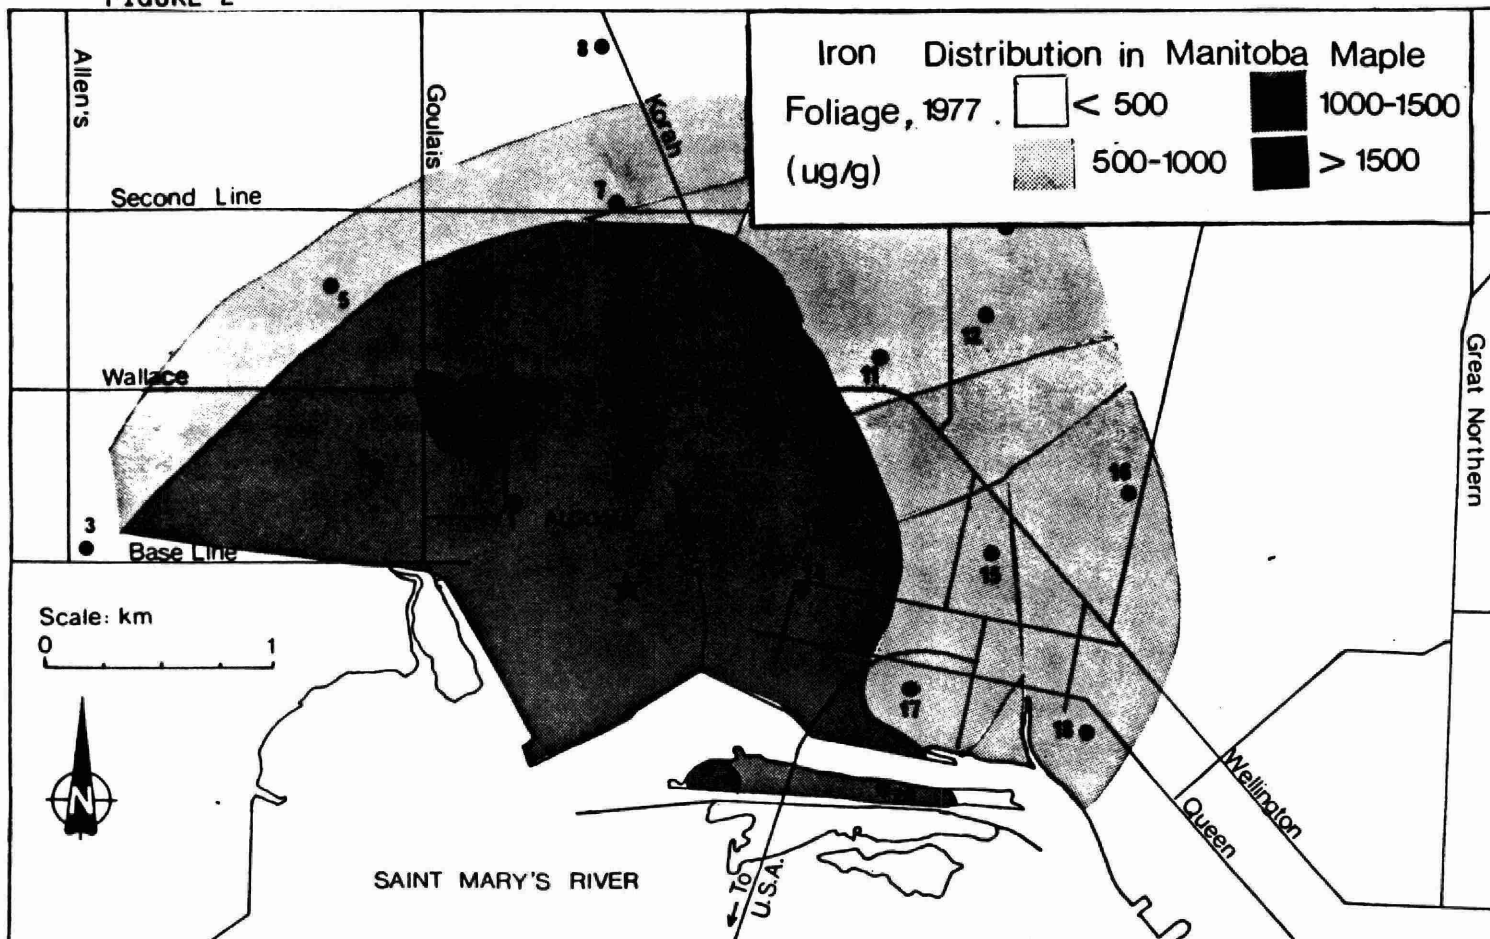 FIGURE 2
Iron Distribution in Manitoba Maple
Foliage, 1977.
(ug/g)
< 500
500-1000
1000-1500
> 1500
Allen's
Goulais
Korah
8
7
Second Line
5
12
11
Wallace
Great Northern
16
3
Base Line
15
Scale: km
0 1
17
18
N
Wellington
Queen
SAINT MARY'S RIVER
← To
U.S.A.